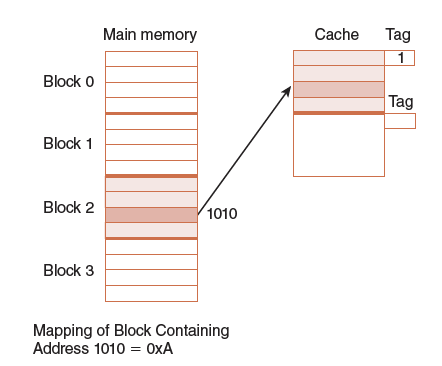 Main memory
Cache
Tag
1
Block 0
Tag
Block 1
Block 2
1010
Block 3
Mapping of Block Containing
Address 1010 = 0xA